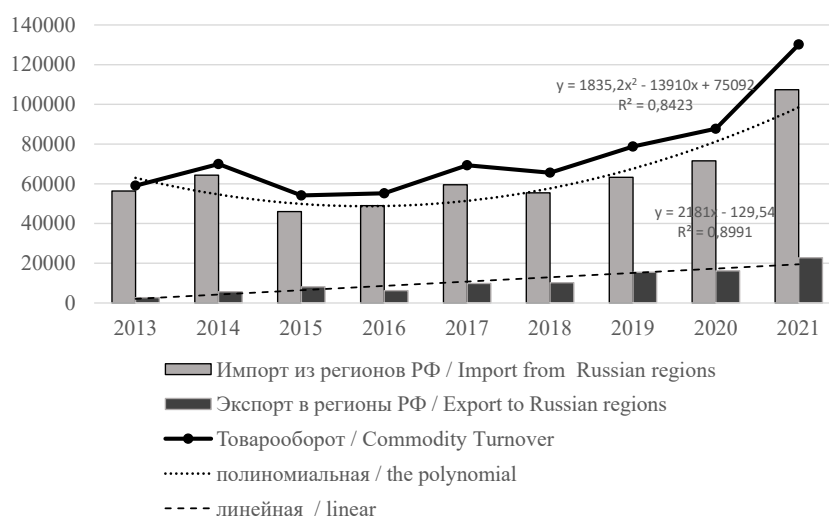 140000
120000
100000
80000
60000
40000
20000
0
y = 1835,2x² - 13910x + 75092
R² = 0,8423
y = 2181x - 129,54
R² = 0,8991
2013 2014 2015 2016 2017 2018 2019 2020 2021
Импорт из регионов РФ / Import from Russian regions
Экспорт в регионы РФ / Export to Russian regions
Товарооборот / Commodity Turnover
полиномиальная / the polynomial
линейная / linear